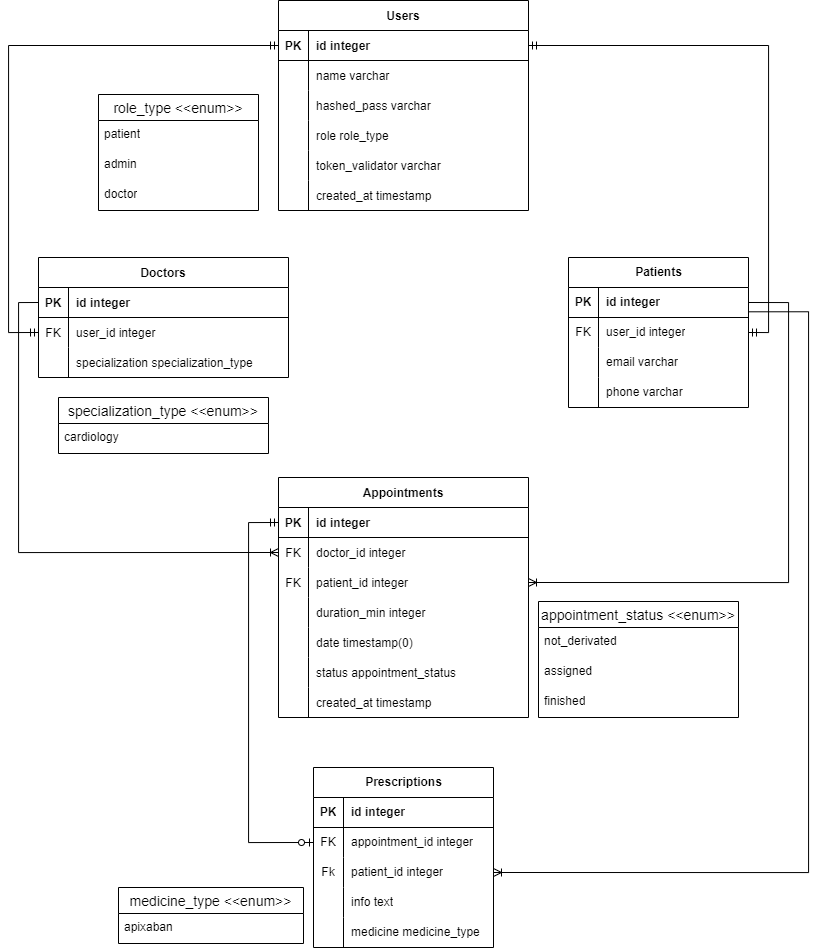 Users
PK id integer
name varchar
hashed_pass varchar
role role_type
token_validator varchar
created_at timestamp
role_type <<enum>>
patient
admin
doctor
Doctors
PK id integer
FK user_id integer
specialization specialization_type
Patients
PK id integer
FK user_id integer
email varchar
phone varchar
specialization_type <<enum>>
cardiology
Appointments
PK id integer
FK doctor_id integer
FK patient_id integer
duration_min integer
date timestamp(0)
status appointment_status
created_at timestamp
appointment_status <<enum>>
not_derivated
assigned
finished
Prescriptions
PK id integer
FK appointment_id integer
Fk patient_id integer
info text
medicine medicine_type
medicine_type <<enum>>
apixaban